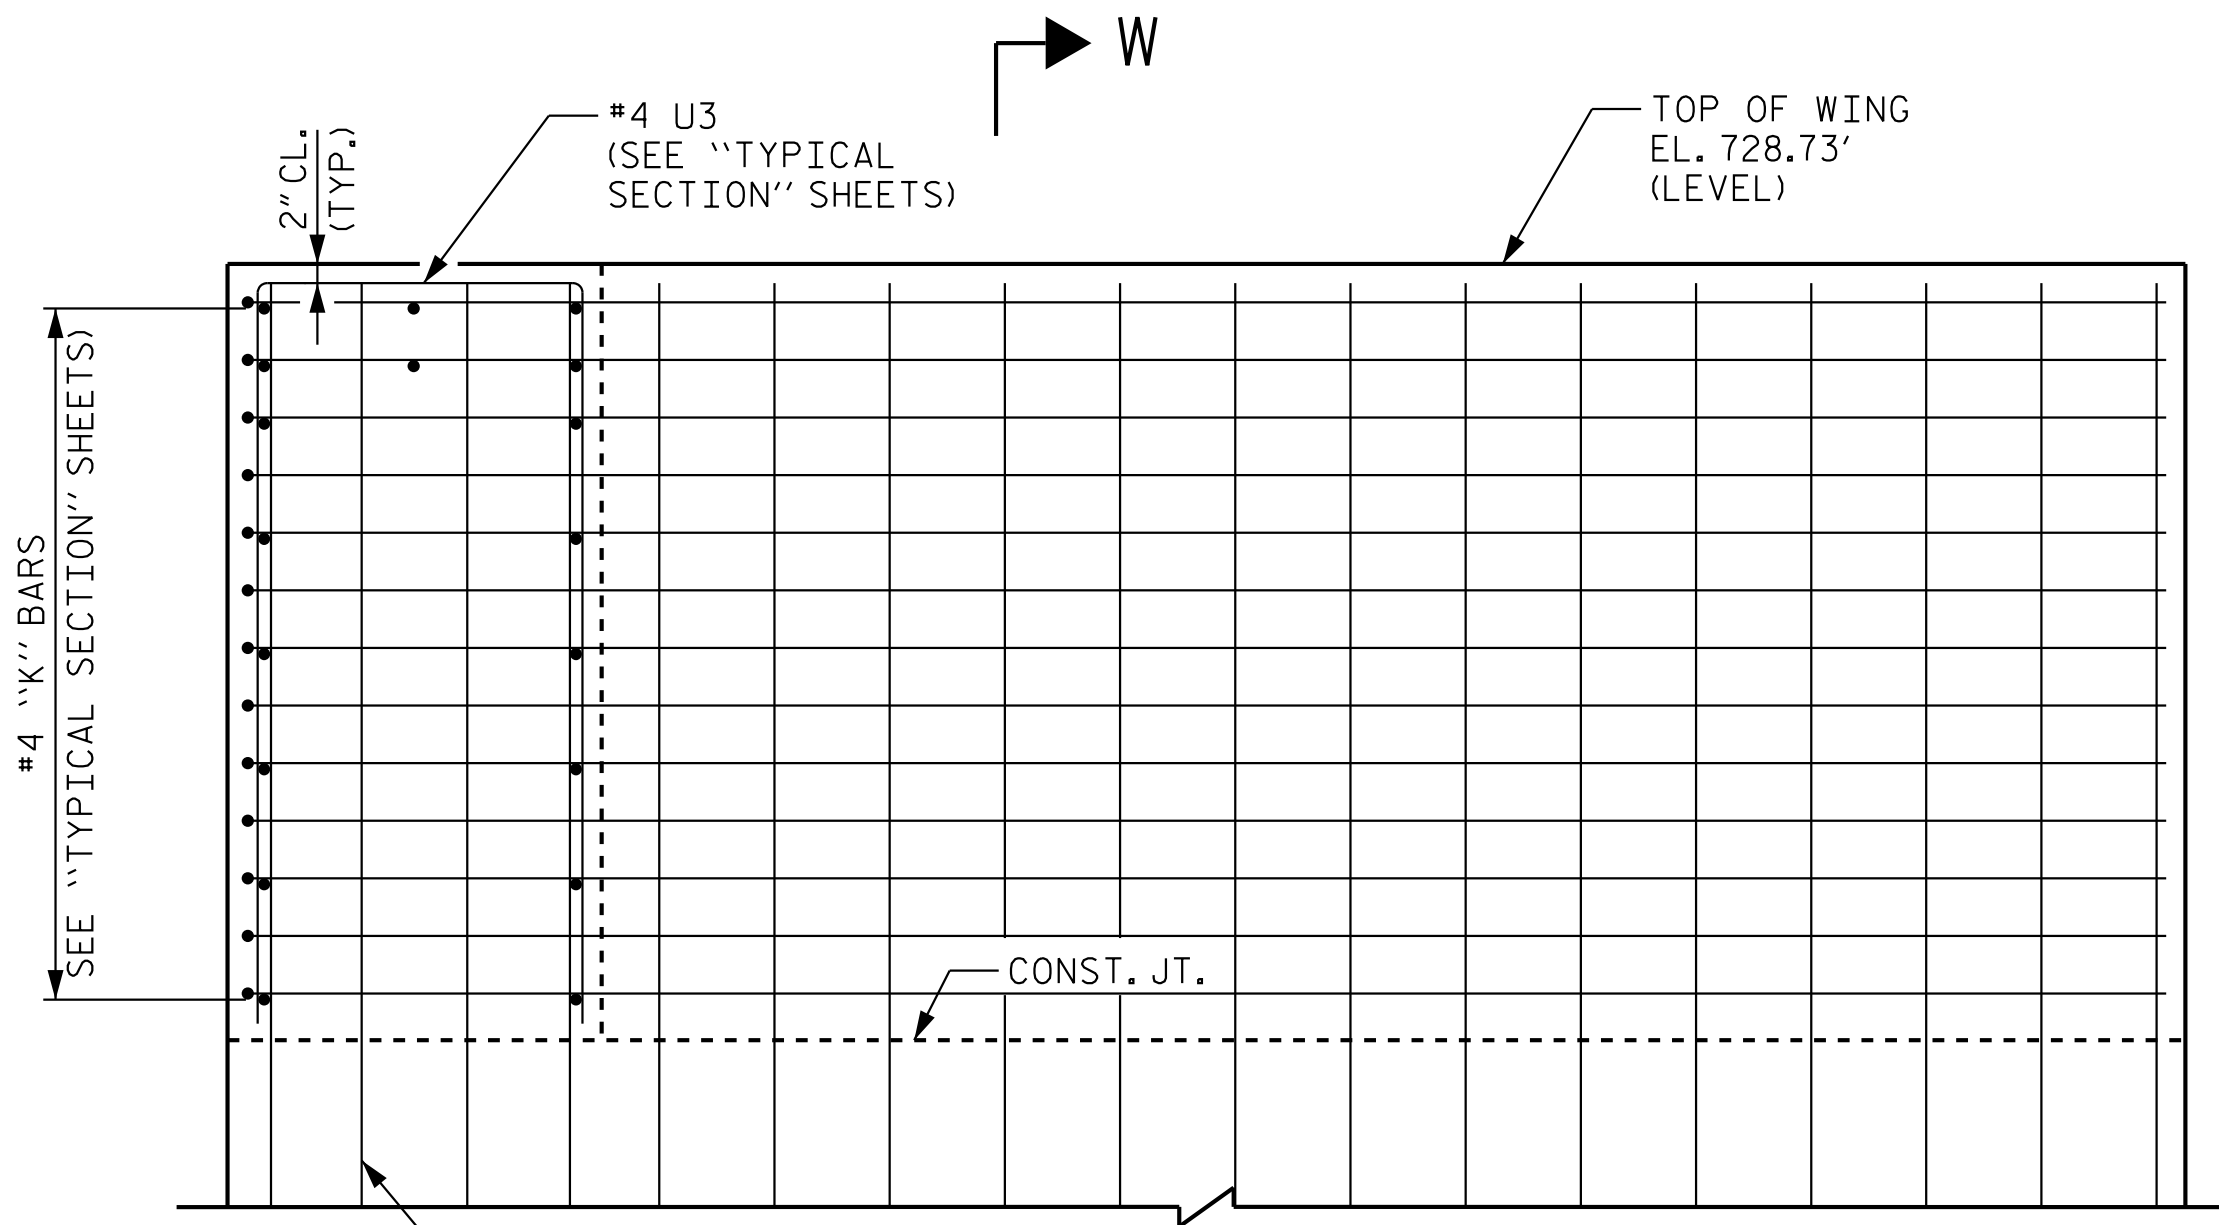 W
#4 U3
(SEE ‵‵TYPICAL
SECTION′′ SHEETS)
TOP OF WING
EL. 728.73′
(LEVEL)
2″ CL.
(TYP.)
#4 ‵‵K′′ BARS
SEE ‵‵TYPICAL SECTION′′ SHEETS)
CONST. JT.